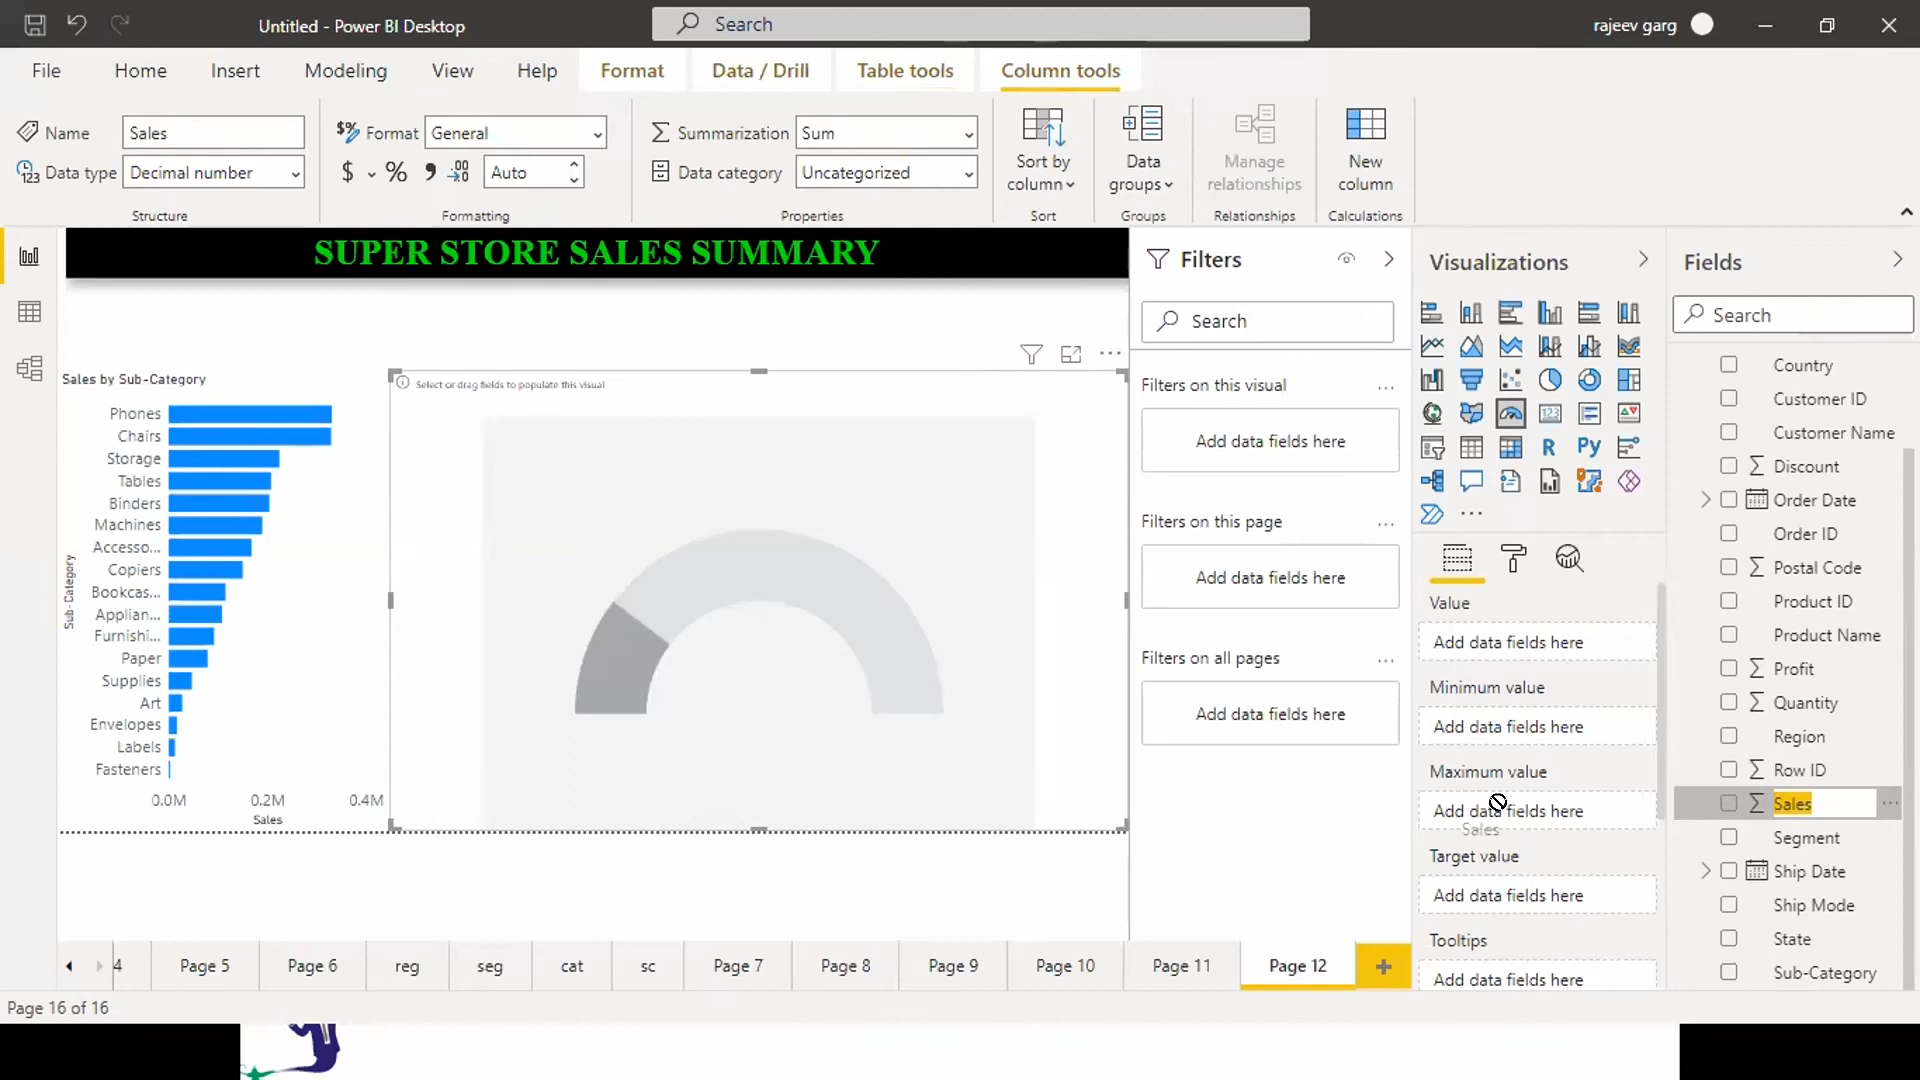 Untitled - Power BI Desktop
Search
rajeev garg
File
Home
Insert
Modeling
View
Help
Format
Data / Drill
Table tools
Column tools
Name
Sales
Data type
Decimal number
Structure
Format
General
$
%
Auto
Formatting
Summarization
Sum
Data category
Uncategorized
Properties
Sort by
column
Sort
Data
groups
Groups
Manage
relationships
Relationships
New
column
Calculations
SUPER STORE SALES SUMMARY
Sales by Sub-Category
Sub-Category
Phones
Chairs
Storage
Tables
Binders
Machines
Accesso...
Copiers
Bookcas...
Applian...
Furnishi...
Paper
Supplies
Art
Envelopes
Labels
Fasteners
0.0M
0.2M
0.4M
Sales
Select or drag fields to populate this visual
Filters
Search
Filters on this visual
Add data fields here
Filters on this page
Add data fields here
Filters on all pages
Add data fields here
Visualizations
123
R
Py
Value
Add data fields here
Minimum value
Add data fields here
Maximum value
Add data fields here
Sales
Target value
Add data fields here
Tooltips
Add data fields here
Fields
Search
Country
Customer ID
Customer Name
Discount
Order Date
Order ID
Postal Code
Product ID
Product Name
Profit
Quantity
Region
Row ID
Sales
Segment
Ship Date
Ship Mode
State
Sub-Category
4
Page 5
Page 6
reg
seg
cat
sc
Page 7
Page 8
Page 9
Page 10
Page 11
Page 12
Page 16 of 16